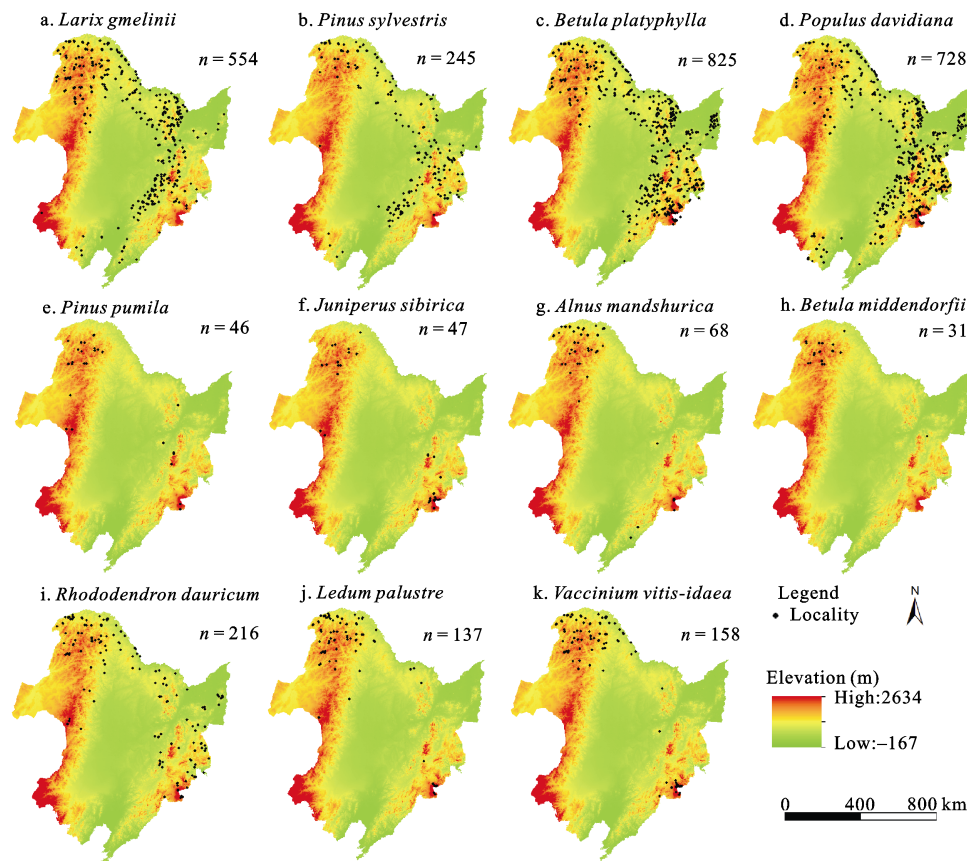 a. Larix gmelinii
n = 554
b. Pinus sylvestris
n = 245
c. Betula platyphylla
n = 825
d. Populus davidiana
n = 728
e. Pinus pumila
n = 46
f. Juniperus sibirica
n = 47
g. Alnus mandshurica
n = 68
h. Betula middendorfii
n = 31
i. Rhododendron dauricum
n = 216
j. Ledum palustre
n = 137
k. Vaccinium vitis-idaea
n = 158
Legend
Locality
N
Elevation (m)
High:2634
Low:–167
0 400 800 km